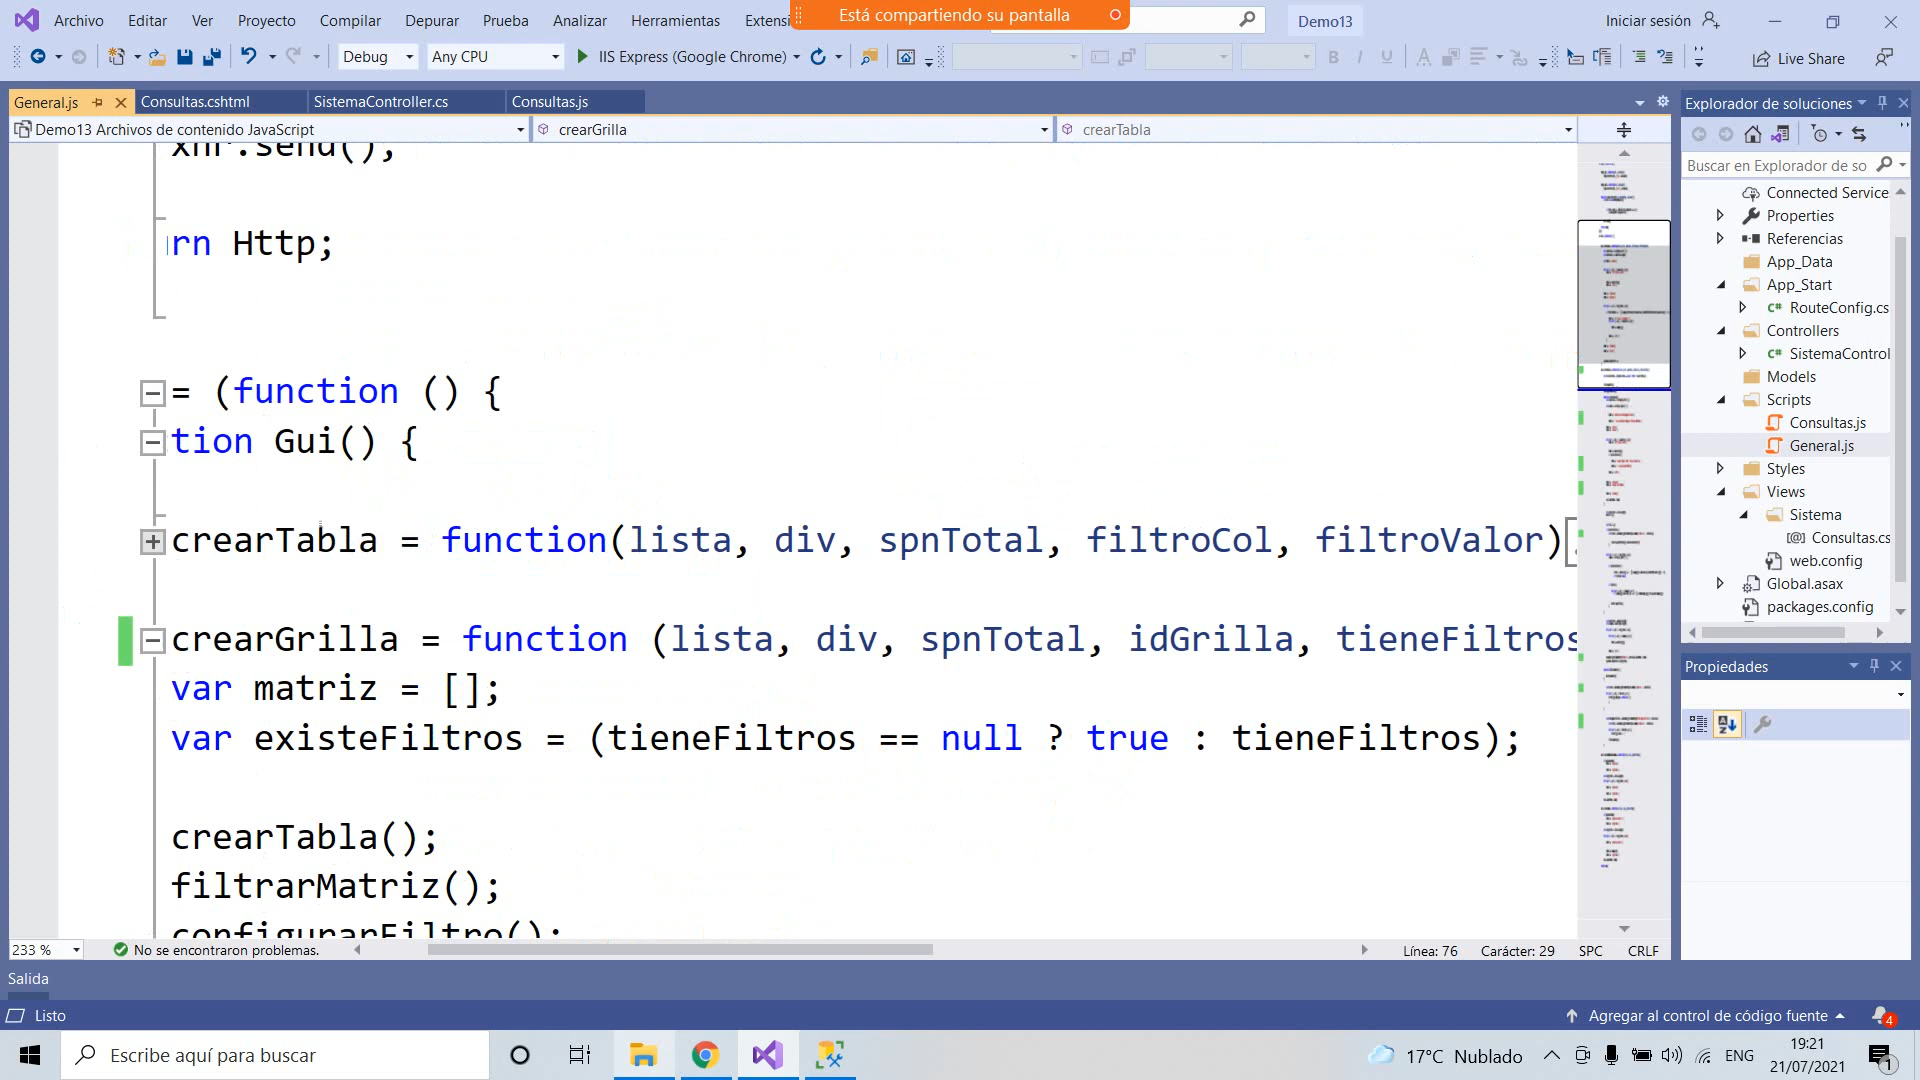 Archivo Editar Ver Proyecto Compilar Depurar Prueba Analizar Herramientas Extensi
Está compartiendo su pantalla
Demo13
Iniciar sesión
Debug Any CPU IIS Express (Google Chrome)
Live Share
General.js Consultas.cshtml SistemaController.cs Consultas.js
Demo13 Archivos de contenido JavaScript crearGrilla crearTabla
xhr.send();
rn Http;
= (function () {
tion Gui() {
crearTabla = function(lista, div, spnTotal, filtroCol, filtroValor)
crearGrilla = function (lista, div, spnTotal, idGrilla, tieneFiltros
var matriz = [];
var existeFiltros = (tieneFiltros == null ? true : tieneFiltros);
crearTabla();
filtrarMatriz();
configurarFiltro();
233 % No se encontraron problemas. Línea: 76 Carácter: 29 SPC CRLF
Explorador de soluciones
Buscar en Explorador de so
Connected Service
Properties
Referencias
App_Data
App_Start
C# RouteConfig.cs
Controllers
C# SistemaControl
Models
Scripts
Consultas.js
General.js
Styles
Views
Sistema
[@] Consultas.cs
web.config
Global.asax
packages.config
Propiedades
Salida
Listo
Agregar al control de código fuente
4
Escribe aquí para buscar
17°C Nublado
ENG
19:21
21/07/2021
1